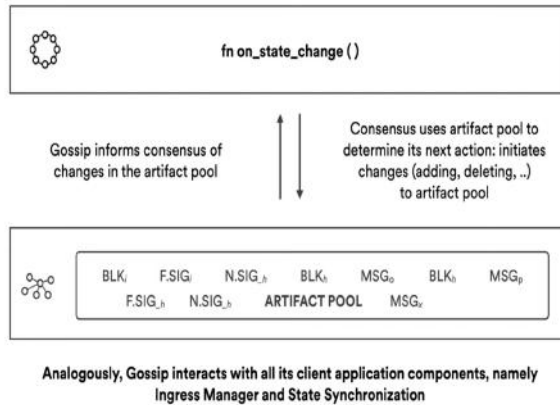 fn on_state_change ( )
Gossip informs consensus of
changes in the artifact pool
Consensus uses artifact pool to
determine its next action: initiates
changes (adding, deleting, ..)
to artifact pool
BLKᵢ F.SIGᵢ N.SIG_h BLKₕ MSGₒ BLKₕ MSGₚ
F.SIG_h N.SIG_h ARTIFACT POOL MSGₓ
Analogously, Gossip interacts with all its client application components, namely
Ingress Manager and State Synchronization